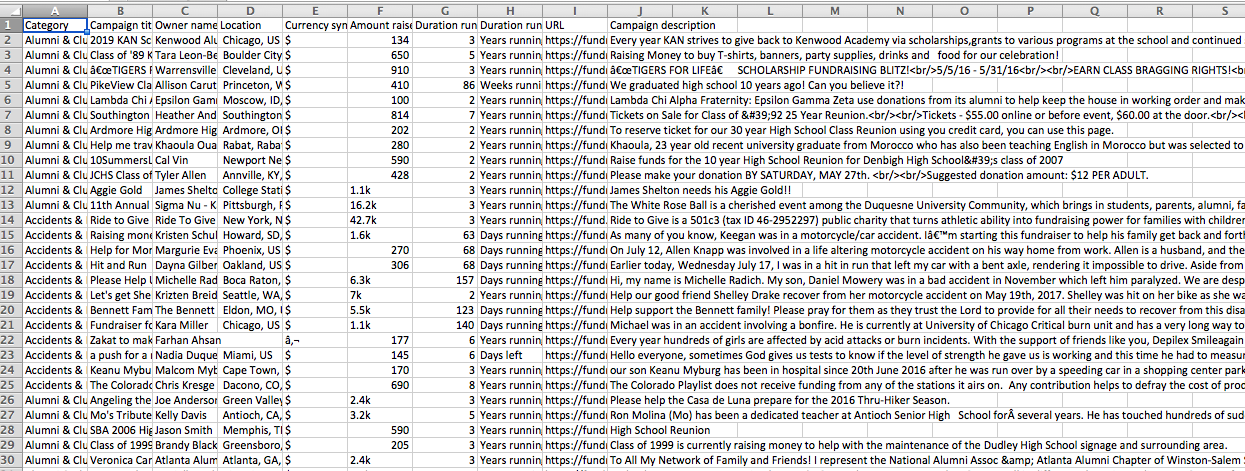 A B C D E F G H I J K L M N O P Q R S
1 Category Campaign tit Owner name Location Currency syn Amount raise Duration run Duration run URL Campaign description
2 Alumni & Clu 2019 KAN Sc Kenwood Alu Chicago, US $ 134 3 Years runnin https://fund Every year KAN strives to give back to Kenwood Academy via scholarships,grants to various programs at the school and continued
3 Alumni & Clu Class of '89 K Tara Leon-Be Boulder City $ 650 5 Years runnin https://fund Raising Money to buy T-shirts, banners, party supplies, drinks and food for our celebration!
4 Alumni & Clu “TIGERS F Warrensville Cleveland, U $ 910 3 Years runnin https://fund “TIGERS FOR LIFE†SCHOLARSHIP FUNDRAISING BLITZ!<br/>5/5/16 - 5/31/16<br/><br/>EARN CLASS BRAGGING RIGHTS!<b
5 Alumni & Clu PikeView Cla Allison Carut Princeton, W $ 410 86 Weeks runni https://fund We graduated high school 10 years ago! Can you believe it?!
6 Alumni & Clu Lambda Chi A Epsilon Gam Moscow, ID, $ 100 2 Years runnin https://fund Lambda Chi Alpha Fraternity: Epsilon Gamma Zeta use donations from its alumni to help keep the house in working order and mak
7 Alumni & Clu Southington Heather And Southington $ 814 7 Years runnin https://fund Tickets on Sale for Class of &#39;92 25 Year Reunion.<br/><br/>Tickets - $55.00 online or before event, $60.00 at the door.<br/><
8 Alumni & Clu Ardmore Hig Ardmore Hig Ardmore, Ol $ 202 2 Years runnin https://fund To reserve ticket for our 30 year High School Class Reunion using you credit card, you can use this page.
9 Alumni & Clu Help me trav Khaoula Oua Rabat, Raba $ 280 2 Years runnin https://fund Khaoula, 23 year old recent university graduate from Morocco who has also been teaching English in Morocco but was selected to
10 Alumni & Clu 10SummersL Cal Vin Newport Ne $ 590 2 Years runnin https://fund Raise funds for the 10 year High School Reunion for Denbigh High School&#39;s class of 2007
11 Alumni & Clu JCHS Class of Tyler Allen Annville, KY, $ 428 2 Years runnin https://fund Please make your donation BY SATURDAY, MAY 27th. <br/><br/>Suggested donation amount: $12 PER ADULT.
12 Alumni & Clu Aggie Gold James Shelto College Stati $ 1.1k 3 Years runnin https://fund James Shelton needs his Aggie Gold!!
13 Alumni & Clu 11th Annual Sigma Nu - K Pittsburgh, P $ 16.2k 3 Years runnin https://fund The White Rose Ball is a cherished event among the Duquesne University Community, which brings in students, parents, alumni, fa
14 Accidents & Ride to Give Ride To Give New York, N $ 42.7k 7 Years runnin https://fund Ride to Give is a 501c3 (tax ID 46-2952297) public charity that turns athletic ability into fundraising power for families with children
15 Accidents & Raising mone Kristen Schul Howard, SD, $ 1.6k 63 Days running https://fund As many of you know, Keegan was in a motorcycle/car accident. I’m starting this fundraiser to help his family get back and forth
16 Accidents & Help for Mor Margurie Eva Phoenix, US $ 270 68 Days running https://fund On July 12, Allen Knapp was involved in a life altering motorcycle accident on his way home from work. Allen is a husband, and the
17 Accidents & Hit and Run Dayna Gilber Oakland, US $ 306 68 Days running https://fund Earlier today, Wednesday July 17, I was in a hit in run that left my car with a bent axle, rendering it impossible to drive. Aside from
18 Accidents & Please Help U Michelle Rad Boca Raton, $ 6.3k 157 Days running https://fund Hi, my name is Michelle Radich. My son, Daniel Mowery was in a bad accident in November which left him paralyzed. We are desp
19 Accidents & Let's get She Kristen Breid Seattle, WA, $ 7k 2 Years runnin https://fund Help our good friend Shelley Drake recover from her motorcycle accident on May 19th, 2017. Shelley was hit on her bike as she wa
20 Accidents & Bennett Fam The Bennett Eldon, MO, U $ 5.5k 123 Days running https://fund Help support the Bennett family! Please pray for them as they trust the Lord to provide for all their needs to recover from this disa
21 Accidents & Fundraiser fo Kara Miller Chicago, US $ 1.1k 140 Days running https://fund Michael was in an accident involving a bonfire. He is currently at University of Chicago Critical burn unit and has a very long way to
22 Accidents & Zakat to mak Farhan Ahsan â‚¬ 177 6 Years runnin https://fund Every year hundreds of girls are affected by acid attacks or burn incidents. With the support of friends like you, Depilex Smileagain
23 Accidents & a push for a Nadia Duque Miami, US $ 145 6 Days left https://fund Hello everyone, sometimes God gives us tests to know if the level of strength he gave us is working and this time he had to measur
24 Accidents & Keanu Mybu Malcom Myb Cape Town, $ 170 3 Years runnin https://fund our son Keanu Myburg has been in hospital since 20th June 2016 after he was run over by a speeding car in a shopping center park
25 Accidents & The Colorado Chris Kresge Dacono, CO, $ 690 8 Years runnin https://fund The Colorado Playlist does not receive funding from any of the stations it airs on. Any contribution helps to defray the cost of proc
26 Alumni & Clu Angeling the Joe Anderson Green Valley $ 2.4k 3 Years runnin https://fund Please help the Casa de Luna prepare for the 2016 Thru-Hiker Season.
27 Alumni & Clu Mo's Tribute Kelly Davis Antioch, CA, $ 3.2k 5 Years runnin https://fund Ron Molina (Mo) has been a dedicated teacher at Antioch Senior High School forÂ several years. He has touched hundreds of sud
28 Alumni & Clu SBA 2006 Hig Jason Smith Memphis, T $ 590 3 Years runnin https://fund High School Reunion
29 Alumni & Clu Class of 1999 Brandy Black Greensboro, $ 205 3 Years runnin https://fund Class of 1999 is currently raising money to help with the maintenance of the Dudley High School signage and surrounding area.
30 Alumni & Clu Veronica Car Atlanta Alum Atlanta, GA, $ 2.4k 3 Years runnin https://fund To All My Network of Family and Friends! I represent the National Alumni Assoc &amp; Atlanta Alumni Chapter of Winston-Salem S